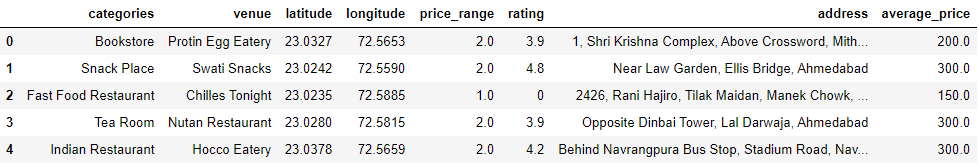 categories venue latitude longitude price_range rating address average_price
0 Bookstore Protin Egg Eatery 23.0327 72.5653 2.0 3.9 1, Shri Krishna Complex, Above Crossword, Mith... 200.0
1 Snack Place Swati Snacks 23.0242 72.5590 2.0 4.8 Near Law Garden, Ellis Bridge, Ahmedabad 300.0
2 Fast Food Restaurant Chilles Tonight 23.0235 72.5885 1.0 0 2426, Rani Hajiro, Tilak Maidan, Manek Chowk, ... 150.0
3 Tea Room Nutan Restaurant 23.0280 72.5815 2.0 3.9 Opposite Dinbai Tower, Lal Darwaja, Ahmedabad 300.0
4 Indian Restaurant Hocco Eatery 23.0378 72.5659 2.0 4.2 Behind Navrangpura Bus Stop, Stadium Road, Nav... 300.0